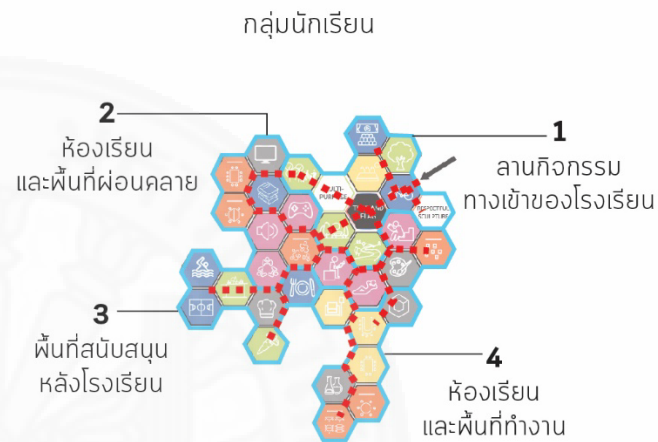 กลุ่มนักเรียน
2
ห้องเรียน
และพื้นที่ผ่อนคลาย
1
ลานกิจกรรม
ทางเข้าของโรงเรียน
MULTI-
RESPECTFUL
SCULPTURE
3
พื้นที่สนับสนุน
หลังโรงเรียน
4
ห้องเรียน
และพื้นที่ทำงาน